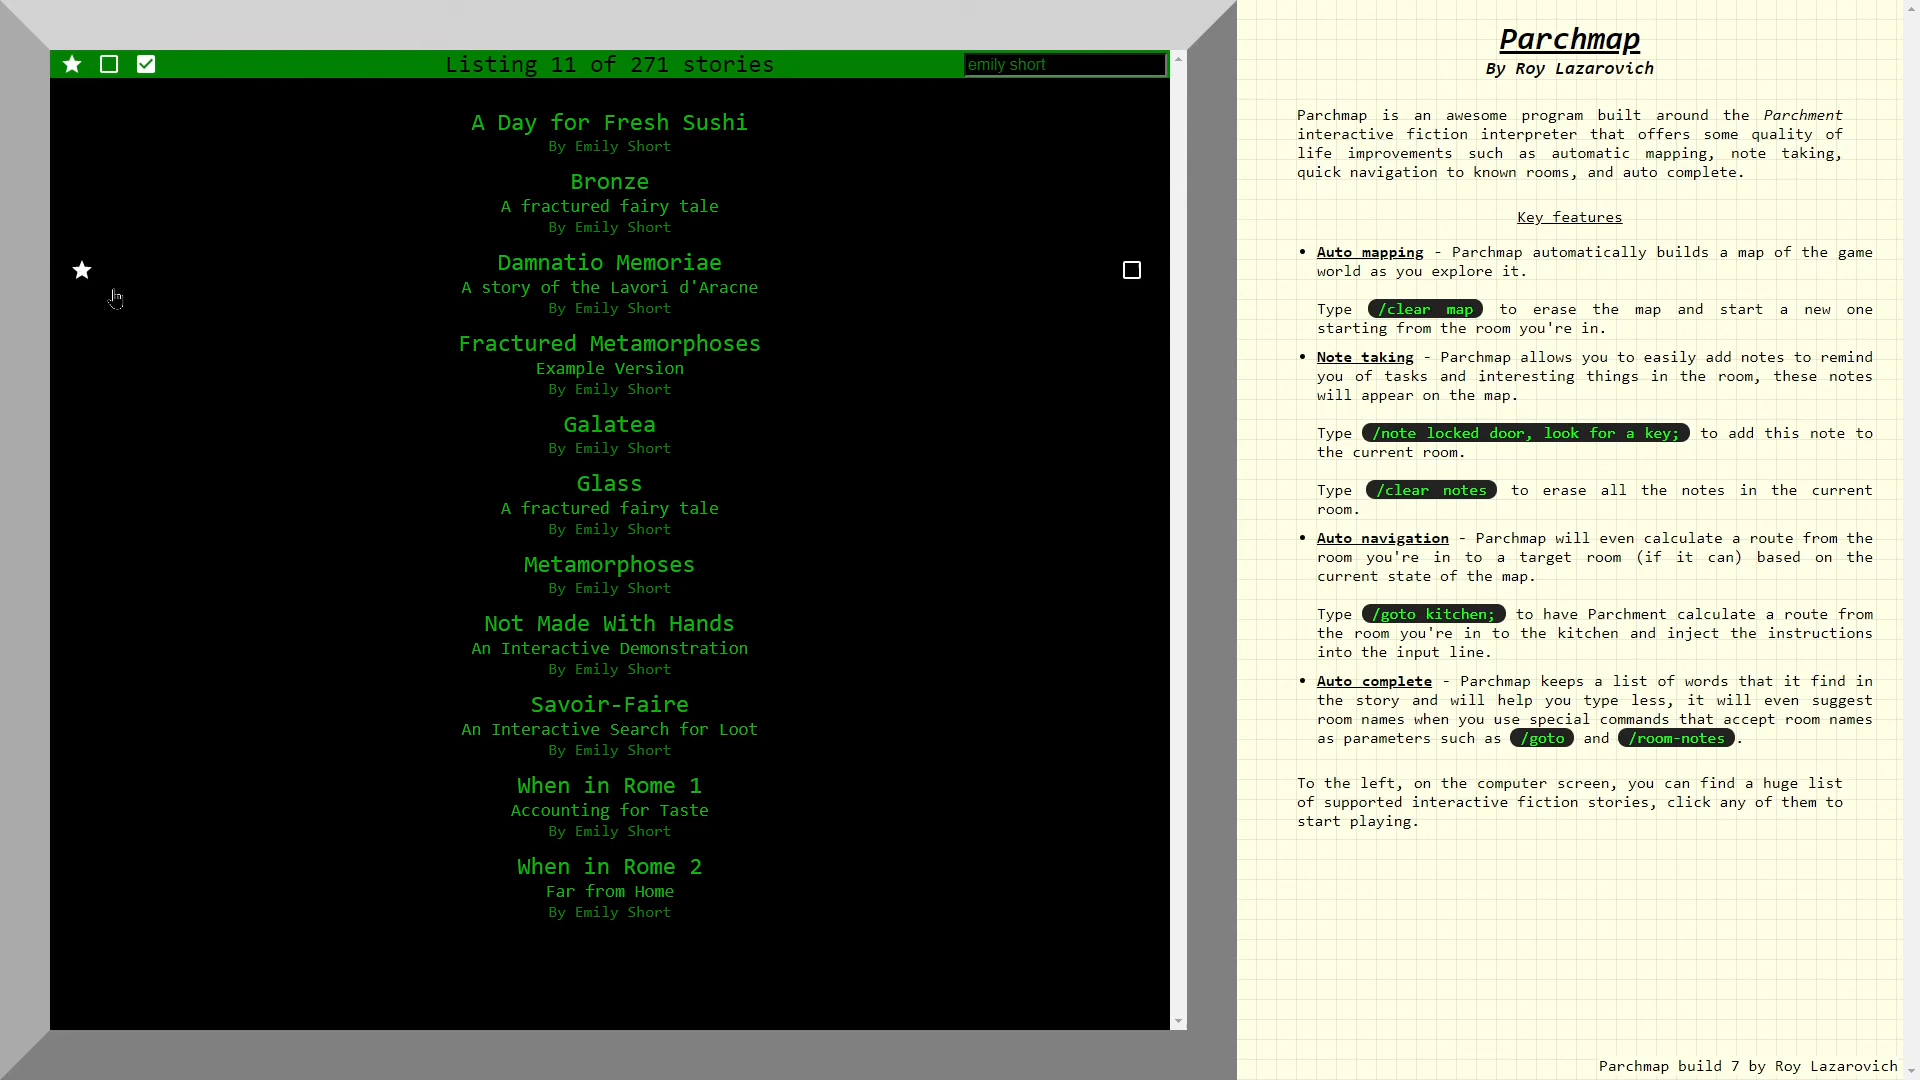 Listing 11 of 271 stories
emily short
A Day for Fresh Sushi
By Emily Short
Bronze
A fractured fairy tale
By Emily Short
Damnatio Memoriae
A story of the Lavori d'Aracne
By Emily Short
Fractured Metamorphoses
Example Version
By Emily Short
Galatea
By Emily Short
Glass
A fractured fairy tale
By Emily Short
Metamorphoses
By Emily Short
Not Made With Hands
An Interactive Demonstration
By Emily Short
Savoir-Faire
An Interactive Search for Loot
By Emily Short
When in Rome 1
Accounting for Taste
By Emily Short
When in Rome 2
Far from Home
By Emily Short
Parchmap
By Roy Lazarovich
Parchmap is an awesome program built around the Parchment
interactive fiction interpreter that offers some quality of
life improvements such as automatic mapping, note taking,
quick navigation to known rooms, and auto complete.
Key features
• Auto mapping - Parchmap automatically builds a map of the game
world as you explore it.
Type /clear map to erase the map and start a new one
starting from the room you're in.
• Note taking - Parchmap allows you to easily add notes to remind
you of tasks and interesting things in the room, these notes
will appear on the map.
Type /note locked door, look for a key; to add this note to
the current room.
Type /clear notes to erase all the notes in the current
room.
• Auto navigation - Parchmap will even calculate a route from the
room you're in to a target room (if it can) based on the
current state of the map.
Type /goto kitchen; to have Parchment calculate a route from
the room you're in to the kitchen and inject the instructions
into the input line.
• Auto complete - Parchmap keeps a list of words that it find in
the story and will help you type less, it will even suggest
room names when you use special commands that accept room names
as parameters such as /goto and /room-notes .
To the left, on the computer screen, you can find a huge list
of supported interactive fiction stories, click any of them to
start playing.
Parchmap build 7 by Roy Lazarovich